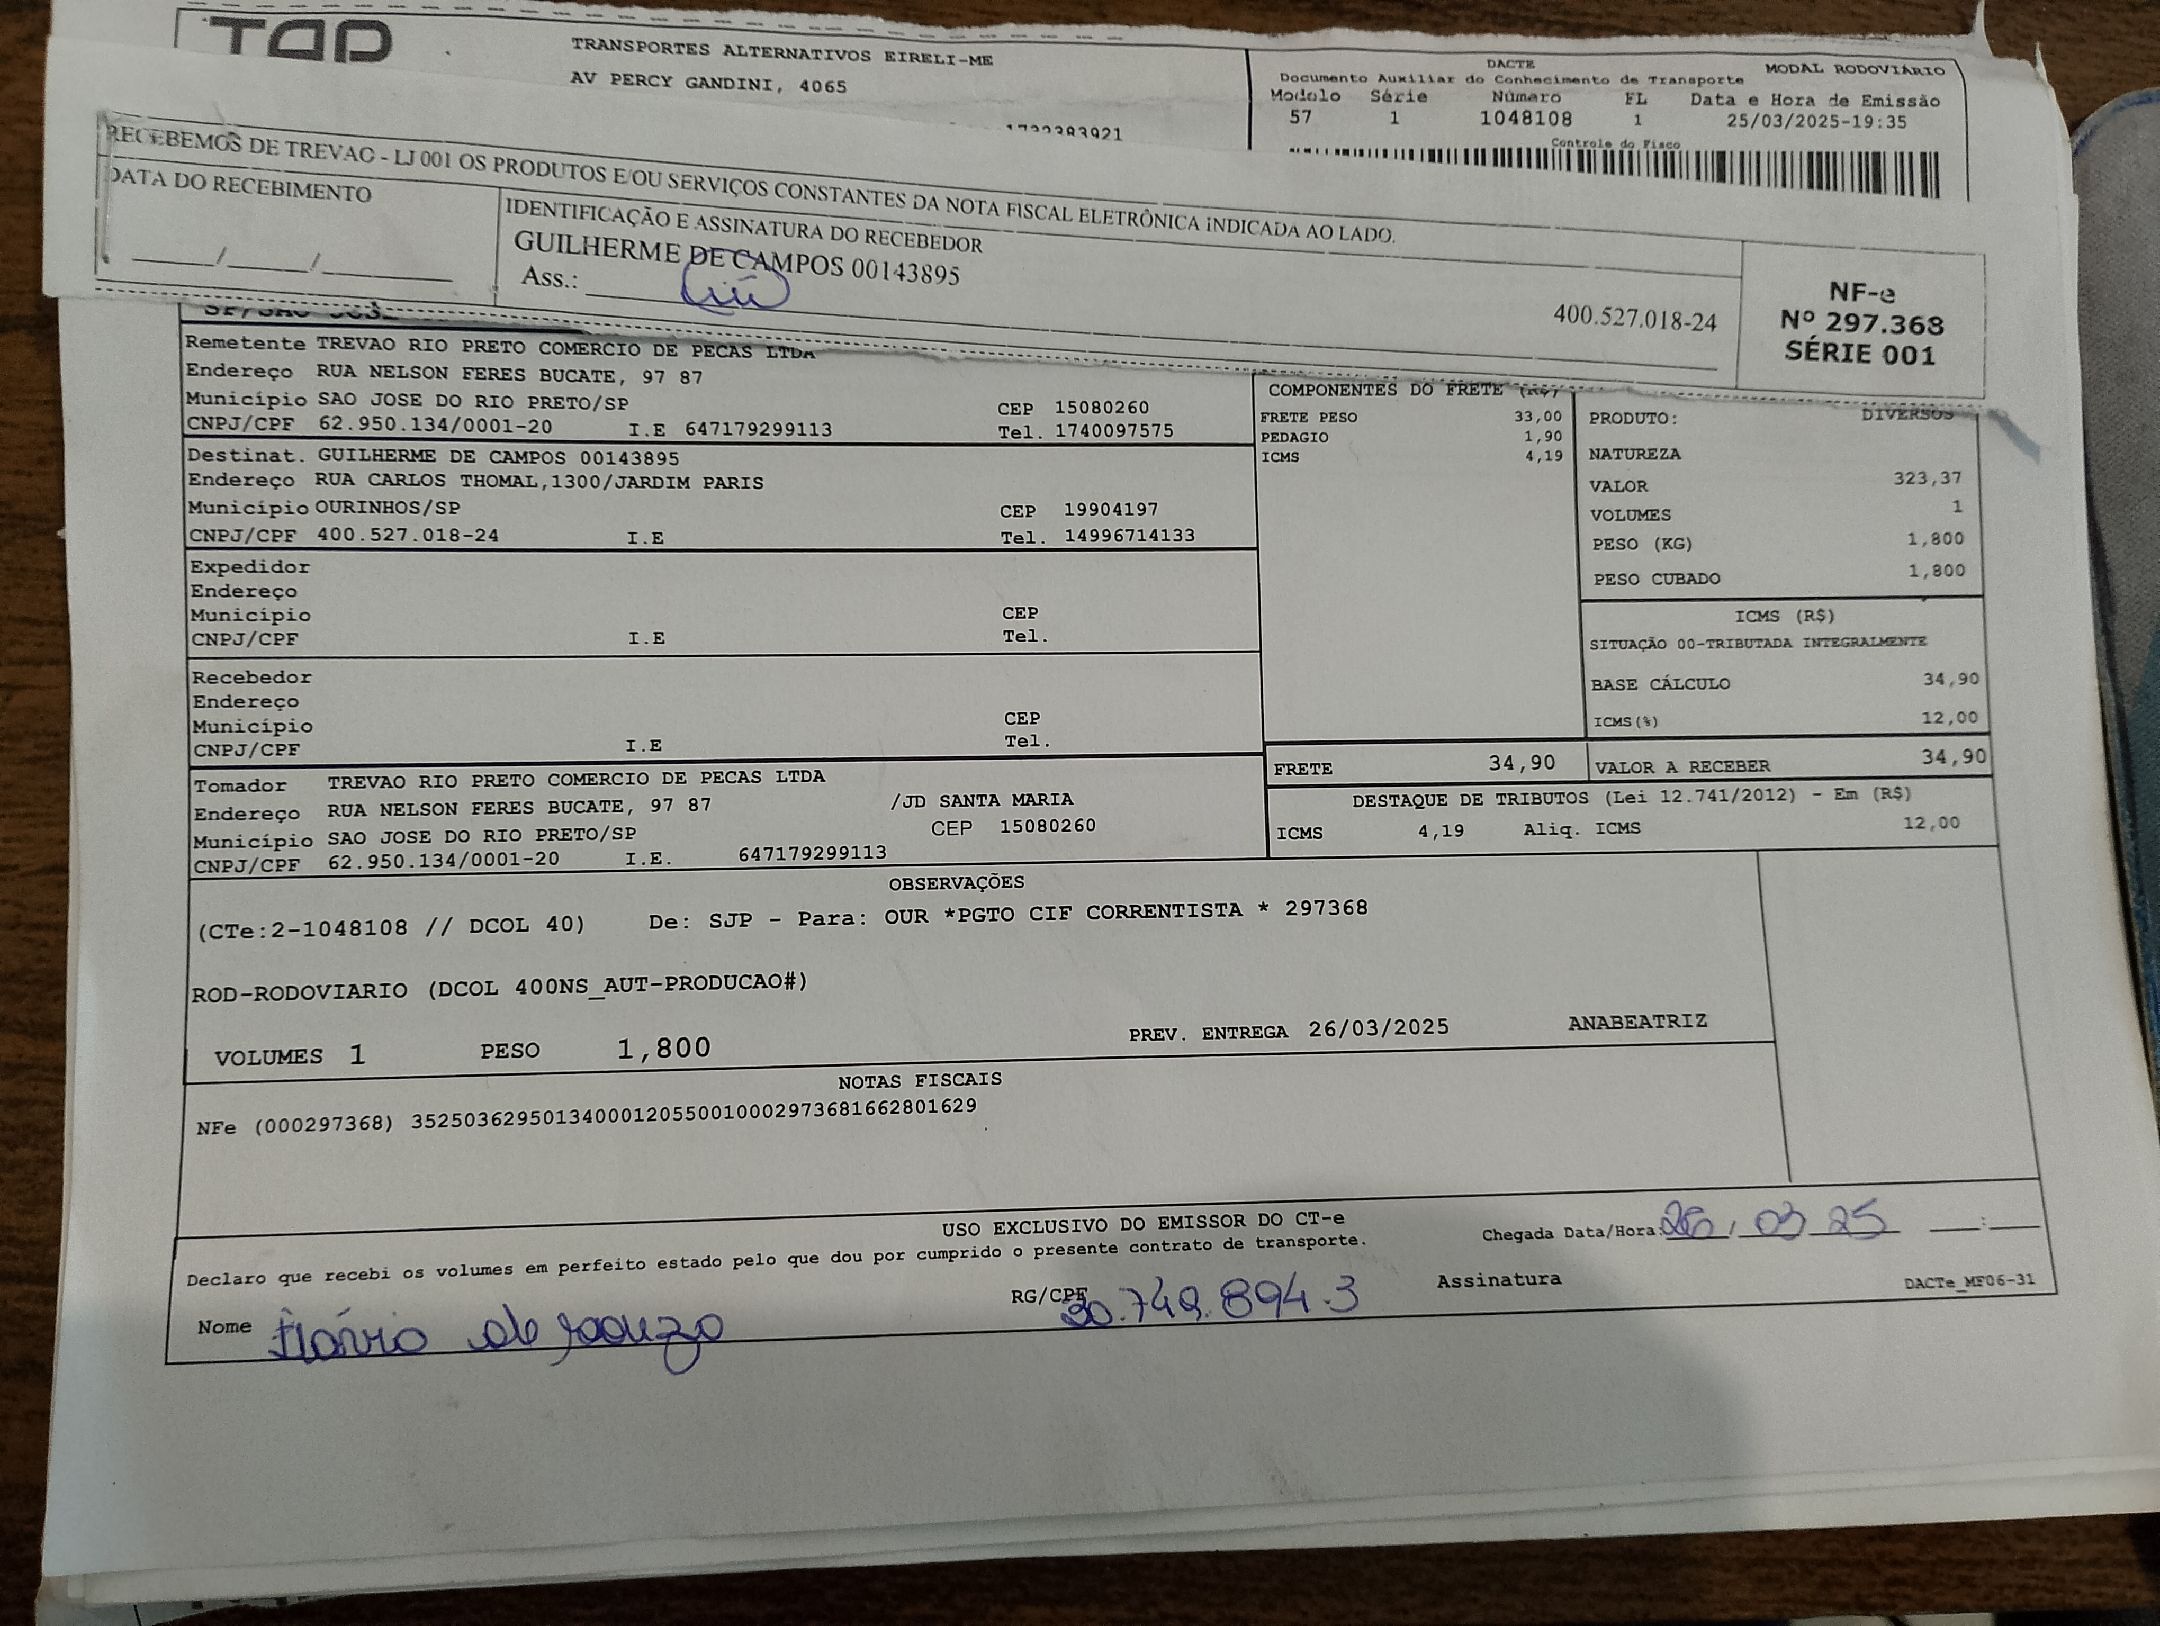 TAP
TRANSPORTES ALTERNATIVOS EIRELI-ME
AV PERCY GANDINI, 4065
DACTE MODAL RODOVIÁRIO
Documento Auxiliar do Conhecimento de Transporte
Modelo Série Número FL Data e Hora de Emissão
57 1 1048108 1 25/03/2025-19:35
Controle do Fisco
RECEBEMOS DE TREVAO - LJ 001 OS PRODUTOS E/OU SERVIÇOS CONSTANTES DA NOTA FISCAL ELETRÔNICA INDICADA AO LADO.
DATA DO RECEBIMENTO
___/___/___
IDENTIFICAÇÃO E ASSINATURA DO RECEBEDOR
GUILHERME DE CAMPOS 00143895
Ass.:
400.527.018-24
NF-e
Nº 297.368
SÉRIE 001
Remetente TREVAO RIO PRETO COMERCIO DE PECAS LTDA
Endereço RUA NELSON FERES BUCATE, 97 87
Município SAO JOSE DO RIO PRETO/SP CEP 15080260
CNPJ/CPF 62.950.134/0001-20 I.E 647179299113 Tel. 1740097575
Destinat. GUILHERME DE CAMPOS 00143895
Endereço RUA CARLOS THOMAL,1300/JARDIM PARIS
Município OURINHOS/SP CEP 19904197
CNPJ/CPF 400.527.018-24 I.E Tel. 14996714133
Expedidor
Endereço
Município CEP
CNPJ/CPF I.E Tel.
Recebedor
Endereço
Município CEP
CNPJ/CPF I.E Tel.
Tomador TREVAO RIO PRETO COMERCIO DE PECAS LTDA
Endereço RUA NELSON FERES BUCATE, 97 87 /JD SANTA MARIA
Município SAO JOSE DO RIO PRETO/SP CEP 15080260
CNPJ/CPF 62.950.134/0001-20 I.E. 647179299113
COMPONENTES DO FRETE (R$)
FRETE PESO 33,00
PEDAGIO 1,90
ICMS 4,19
PRODUTO: DIVERSOS
NATUREZA
VALOR 323,37
VOLUMES 1
PESO (KG) 1,800
PESO CUBADO 1,800
ICMS (R$)
SITUAÇÃO 00-TRIBUTADA INTEGRALMENTE
BASE CÁLCULO 34,90
ICMS(%) 12,00
FRETE 34,90 VALOR A RECEBER 34,90
DESTAQUE DE TRIBUTOS (Lei 12.741/2012) - Em (R$)
ICMS 4,19 Aliq. ICMS 12,00
OBSERVAÇÕES
(CTe:2-1048108 // DCOL 40) De: SJP - Para: OUR *PGTO CIF CORRENTISTA * 297368
ROD-RODOVIARIO (DCOL 400NS_AUT-PRODUCAO#)
VOLUMES 1 PESO 1,800 PREV. ENTREGA 26/03/2025 ANABEATRIZ
NOTAS FISCAIS
NFe (000297368) 35250362950134000120550010002973681662801629
USO EXCLUSIVO DO EMISSOR DO CT-e
Declaro que recebi os volumes em perfeito estado pelo que dou por cumprido o presente contrato de transporte.
Chegada Data/Hora: 26/03 25 ___:___
Nome Flávio de Souza RG/CPF 30.749.894.3 Assinatura
DACTe_MF06-31